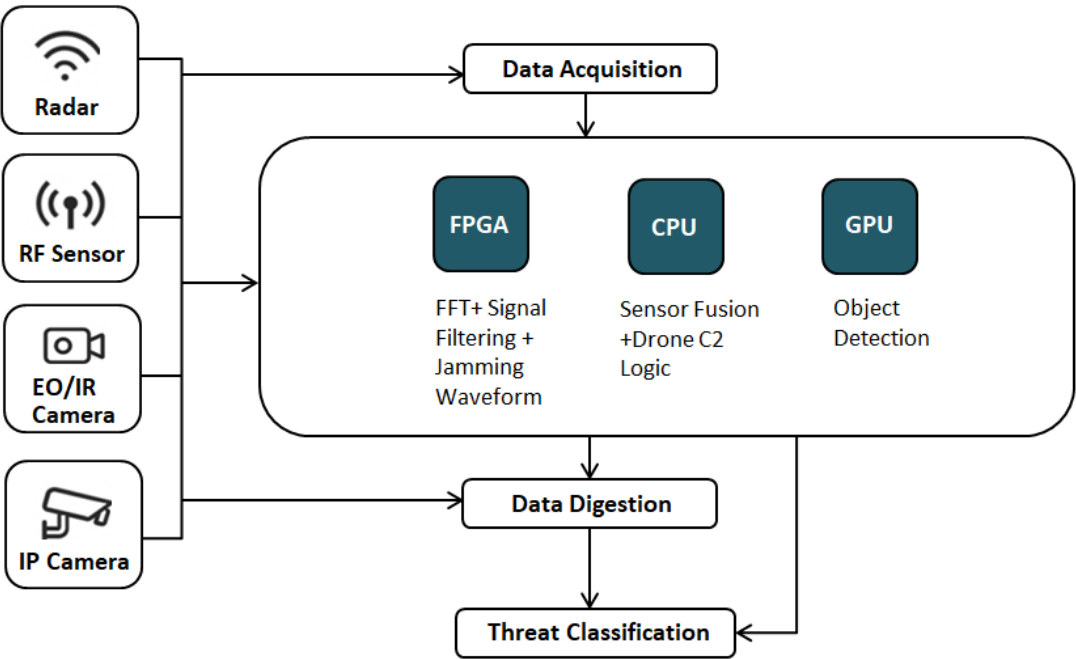 Radar
RF Sensor
EO/IR
Camera
IP Camera
Data Acquisition
FPGA
FFT+ Signal
Filtering +
Jamming
Waveform
CPU
Sensor Fusion
+Drone C2
Logic
GPU
Object
Detection
Data Digestion
Threat Classification